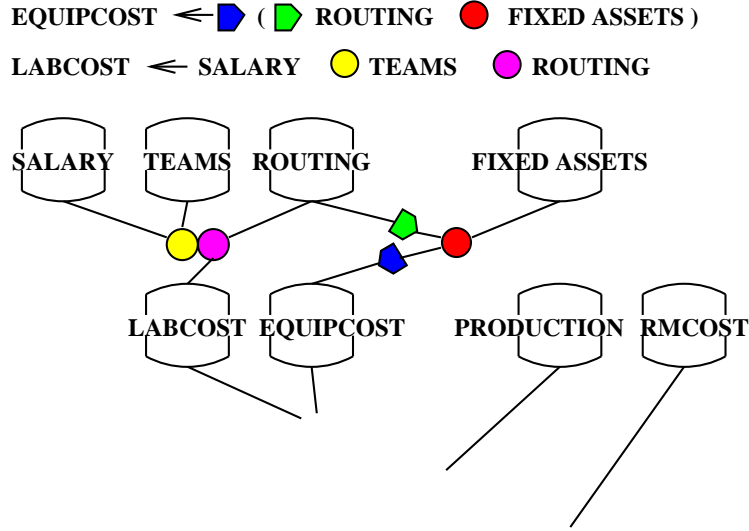 EQUIPCOST ( ROUTING FIXED ASSETS )
LABCOST SALARY TEAMS ROUTING
SALARY TEAMS ROUTING FIXED ASSETS
LABCOST EQUIPCOST PRODUCTION RMCOST